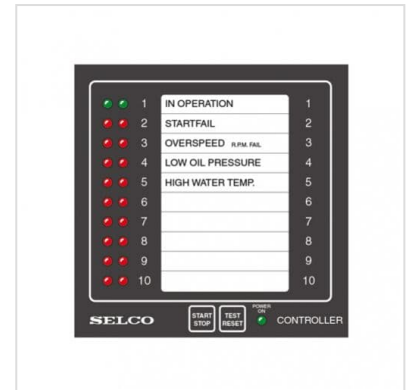 1 IN OPERATION 1
2 STARTFAIL 2
3 OVERSPEED R.P.M. FAIL 3
4 LOW OIL PRESSURE 4
5 HIGH WATER TEMP. 5
6 6
7 7
8 8
9 9
10 10
SELCO START STOP TEST RESET POWER ON CONTROLLER